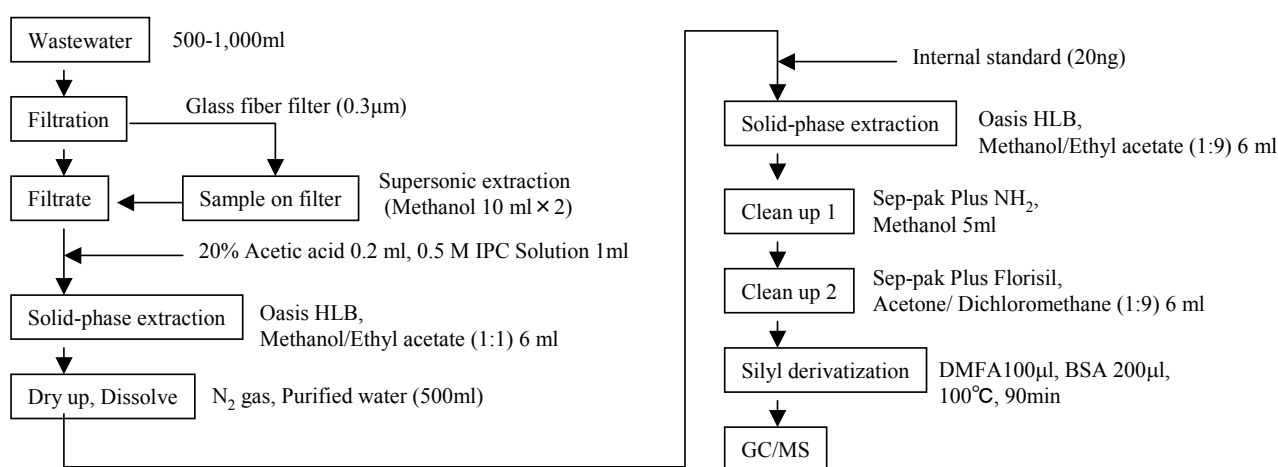 Wastewater
500-1,000ml
Glass fiber filter (0.3μm)
Filtration
Filtrate
Sample on filter
Supersonic extraction
(Methanol 10 ml×2)
20% Acetic acid 0.2 ml, 0.5 M IPC Solution 1ml
Solid-phase extraction
Oasis HLB,
Methanol/Ethyl acetate (1:1) 6 ml
Dry up, Dissolve
N2 gas, Purified water (500ml)
Internal standard (20ng)
Solid-phase extraction
Oasis HLB,
Methanol/Ethyl acetate (1:9) 6 ml
Clean up 1
Sep-pak Plus NH2,
Methanol 5ml
Clean up 2
Sep-pak Plus Florisil,
Acetone/ Dichloromethane (1:9) 6 ml
Silyl derivatization
DMFA100μl, BSA 200μl,
100℃, 90min
GC/MS